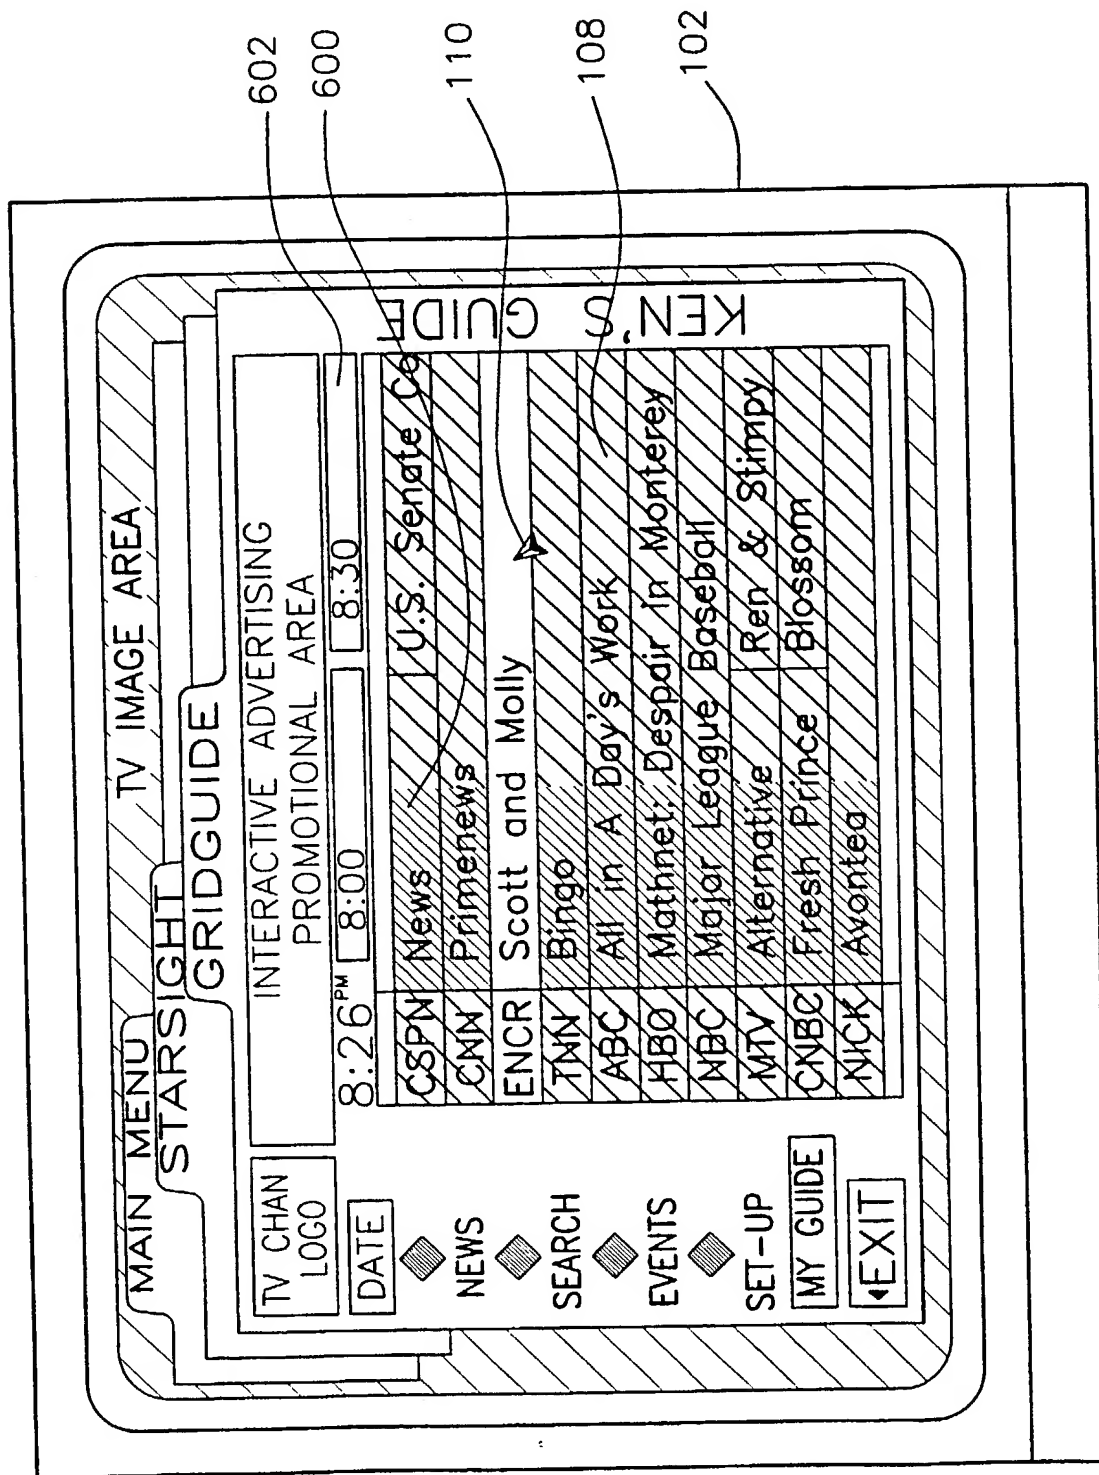 TV IMAGE AREA
MAIN MENU
STARSIGHT
GRIDGUIDE
TV CHAN
LOGO
INTERACTIVE ADVERTISING
PROMOTIONAL AREA
DATE
8:26 PM 8:00 8:30
NEWS
SEARCH
EVENTS
SET-UP
MY GUIDE
◂EXIT
CSPN News U.S. Senate Co
CNN Primenews
ENCR Scott and Molly
TNN Bingo
ABC All in A Day's Work
HBO Mathnet: Despair in Monterey
NBC Major League Baseball
MTV Alternative Ren & Stimpy
CNBC Fresh Prince Blossom
NICK Avontea
KEN'S GUIDE
602
600
110
108
102